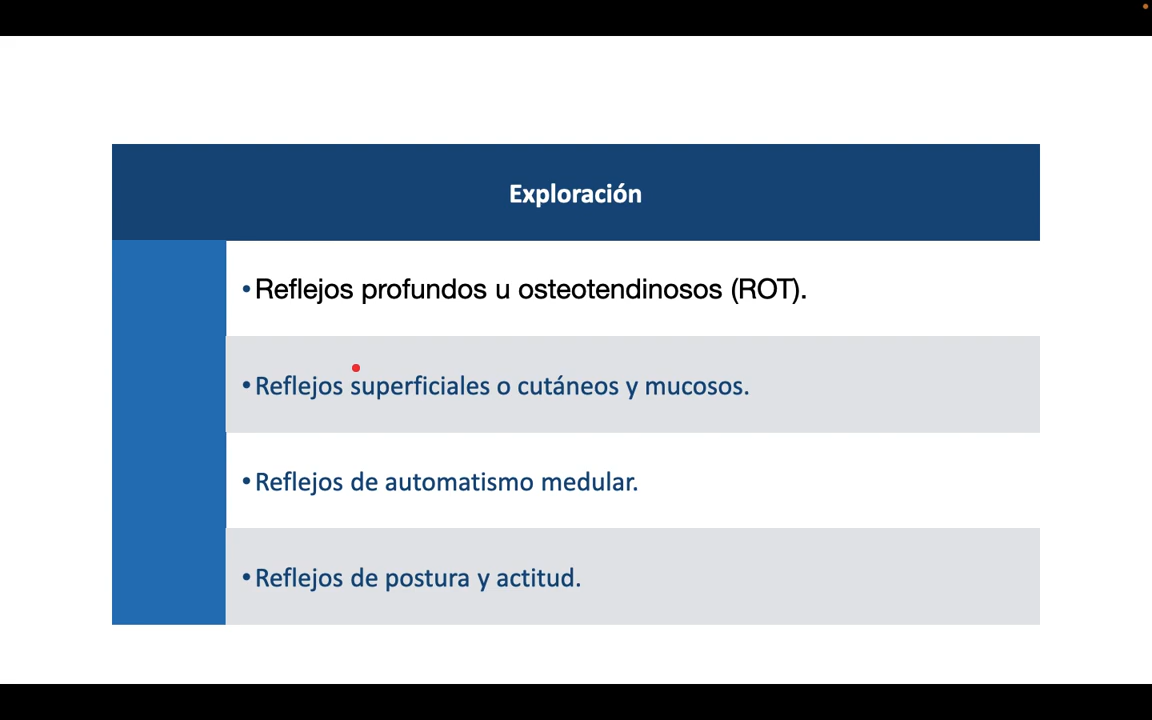 Exploración
•Reflejos profundos u osteotendinosos (ROT).
•Reflejos superficiales o cutáneos y mucosos.
•Reflejos de automatismo medular.
•Reflejos de postura y actitud.